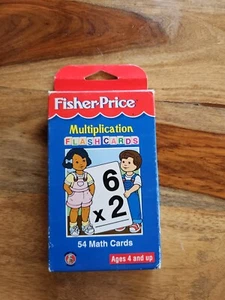 Fisher-Price
Multiplication
FLASH CARDS
6
x 2
54 Math Cards
Ages 4 and up